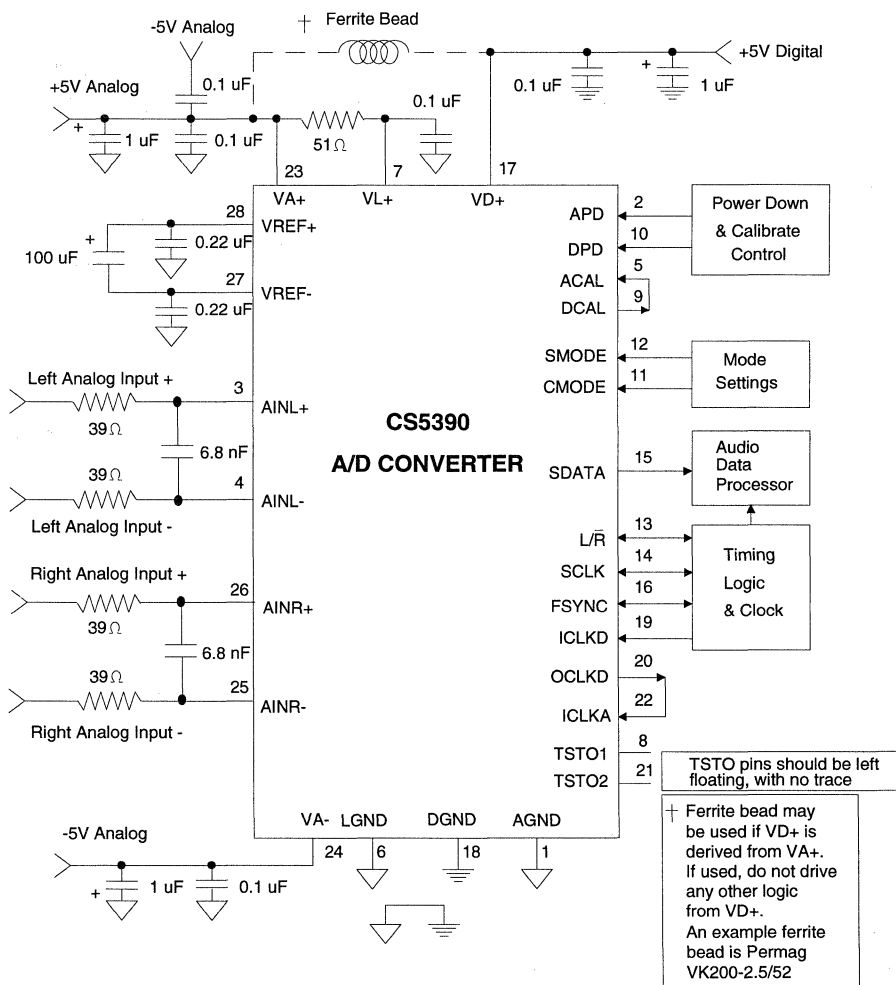 -5V Analog
† Ferrite Bead
+5V Digital
0.1 uF
+5V Analog
0.1 uF
0.1 uF
+
1 uF
+
1 uF
0.1 uF
51Ω
23
7
17
VA+
VL+
VD+
28
VREF+
+
0.22 uF
100 uF
27
VREF-
0.22 uF
APD
2
DPD
10
ACAL
5
DCAL
9
Power Down
& Calibrate
Control
SMODE
12
CMODE
11
Mode
Settings
Left Analog Input +
3
AINL+
39Ω
6.8 nF
39Ω
4
AINL-
Left Analog Input -
CS5390
A/D CONVERTER
SDATA
15
Audio
Data
Processor
L/R̅
13
SCLK
14
FSYNC
16
ICLKD
19
Timing
Logic
& Clock
Right Analog Input +
26
AINR+
39Ω
6.8 nF
39Ω
25
AINR-
Right Analog Input -
OCLKD
20
ICLKA
22
TSTO1
8
TSTO2
21
TSTO pins should be left
floating, with no trace
-5V Analog
VA-
LGND
DGND
AGND
24
6
18
1
+
1 uF
0.1 uF
† Ferrite bead may
be used if VD+ is
derived from VA+.
If used, do not drive
any other logic
from VD+.
An example ferrite
bead is Permag
VK200-2.5/52